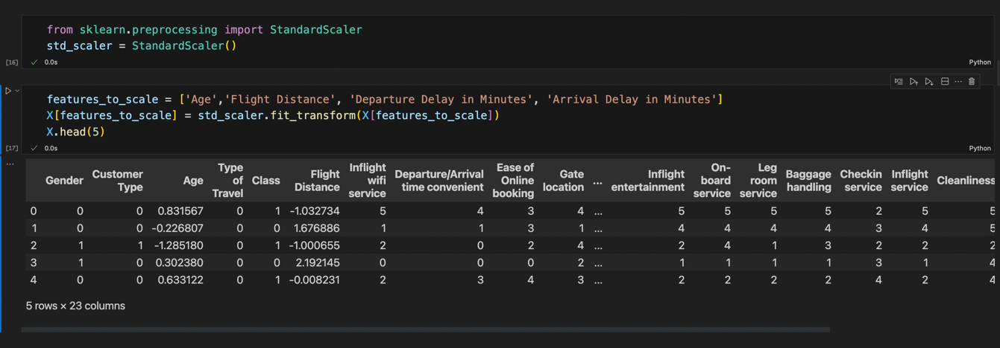 from sklearn.preprocessing import StandardScaler
std_scaler = StandardScaler()
[16]
0.0s
Python
features_to_scale = ['Age','Flight Distance', 'Departure Delay in Minutes', 'Arrival Delay in Minutes']
X[features_to_scale] = std_scaler.fit_transform(X[features_to_scale])
X.head(5)
[17]
0.0s
Python
...
Gender Customer Type Age Type of Travel Class Flight Distance Inflight wifi service Departure/Arrival time convenient Ease of Online booking Gate location ... Inflight entertainment On-board service Leg room service Baggage handling Checkin service Inflight service Cleanliness
0 0 0 0.831567 0 1 -1.032734 5 4 3 4 ... 5 5 5 5 2 5 5
1 0 0 -0.226807 0 0 1.676886 1 1 3 1 ... 4 4 4 4 3 4 5
2 1 1 -1.285180 0 1 -1.000655 2 0 2 4 ... 2 4 1 3 2 2 2
3 1 0 0.302380 0 0 2.192145 0 0 0 2 ... 1 1 1 1 3 1 4
4 0 0 0.633122 0 1 -0.008231 2 3 4 3 ... 2 2 2 2 4 2 4
5 rows × 23 columns